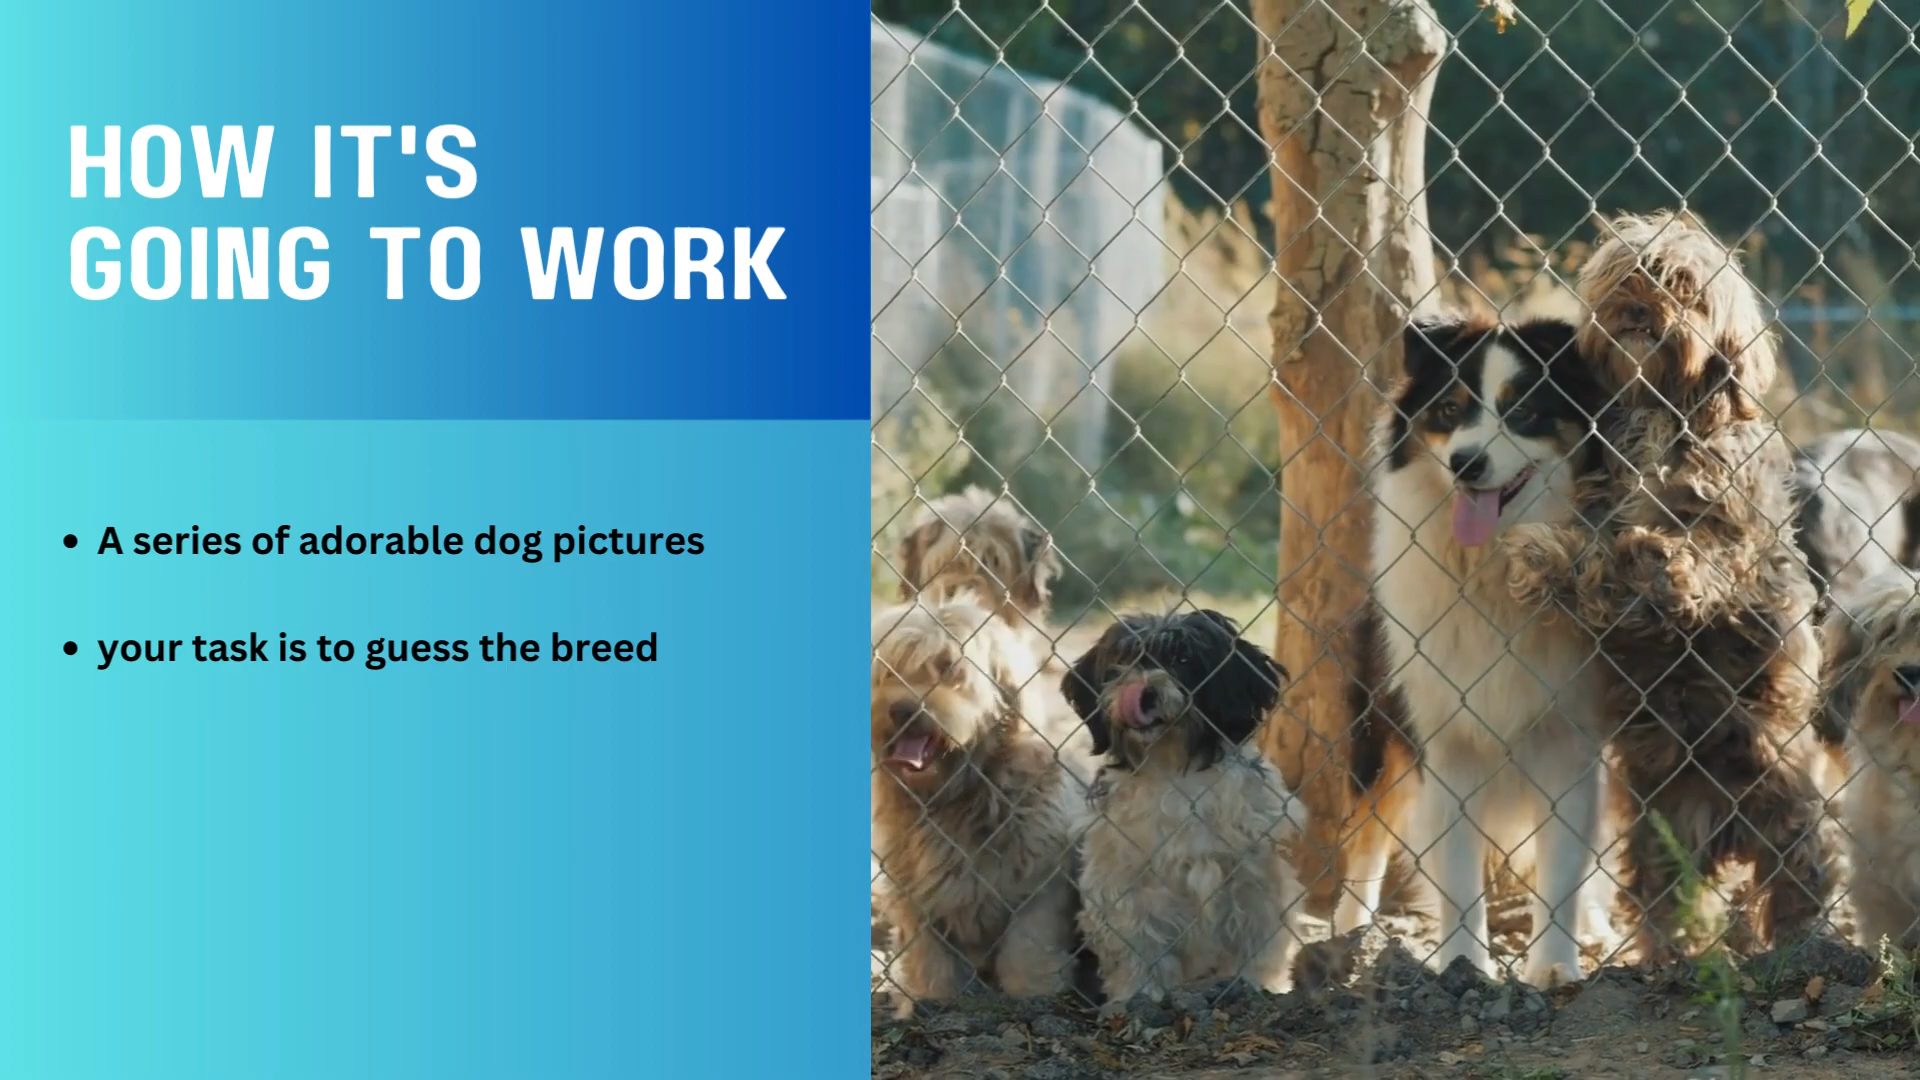 HOW IT'S
GOING TO WORK
• A series of adorable dog pictures
• your task is to guess the breed